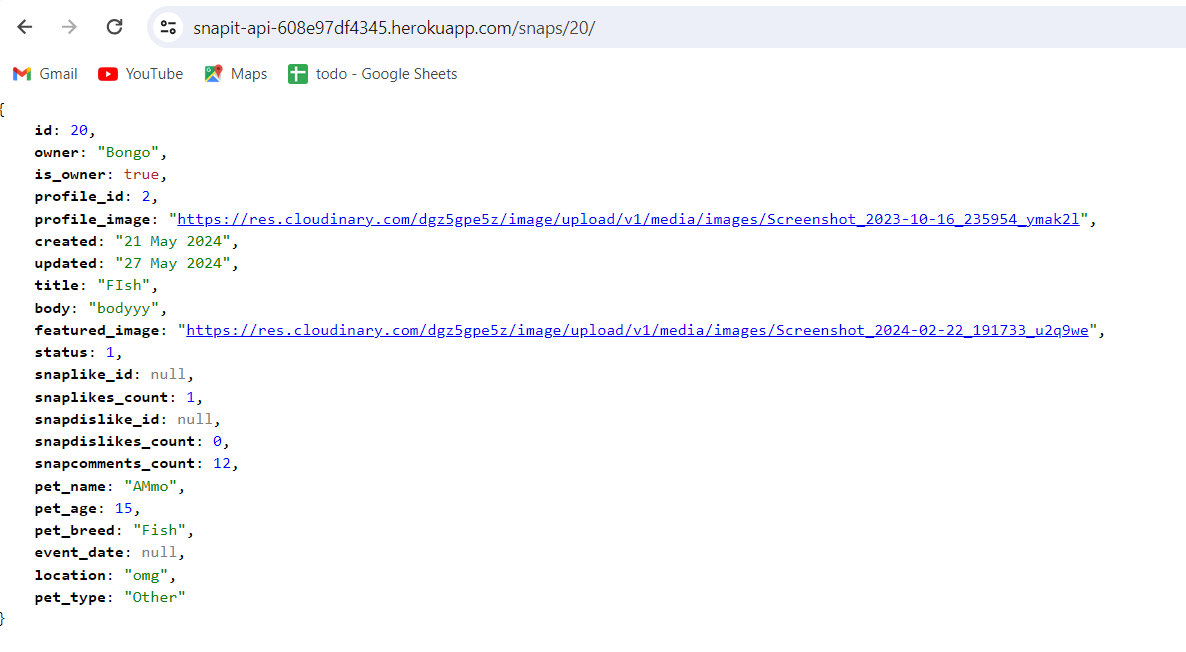 snapit-api-608e97df4345.herokuapp.com/snaps/20/
Gmail YouTube Maps todo - Google Sheets
{
id: 20,
owner: "Bongo",
is_owner: true,
profile_id: 2,
profile_image: "https://res.cloudinary.com/dgz5gpe5z/image/upload/v1/media/images/Screenshot_2023-10-16_235954_ymak2l",
created: "21 May 2024",
updated: "27 May 2024",
title: "FIsh",
body: "bodyyy",
featured_image: "https://res.cloudinary.com/dgz5gpe5z/image/upload/v1/media/images/Screenshot_2024-02-22_191733_u2q9we",
status: 1,
snaplike_id: null,
snaplikes_count: 1,
snapdislike_id: null,
snapdislikes_count: 0,
snapcomments_count: 12,
pet_name: "AMmo",
pet_age: 15,
pet_breed: "Fish",
event_date: null,
location: "omg",
pet_type: "Other"
}